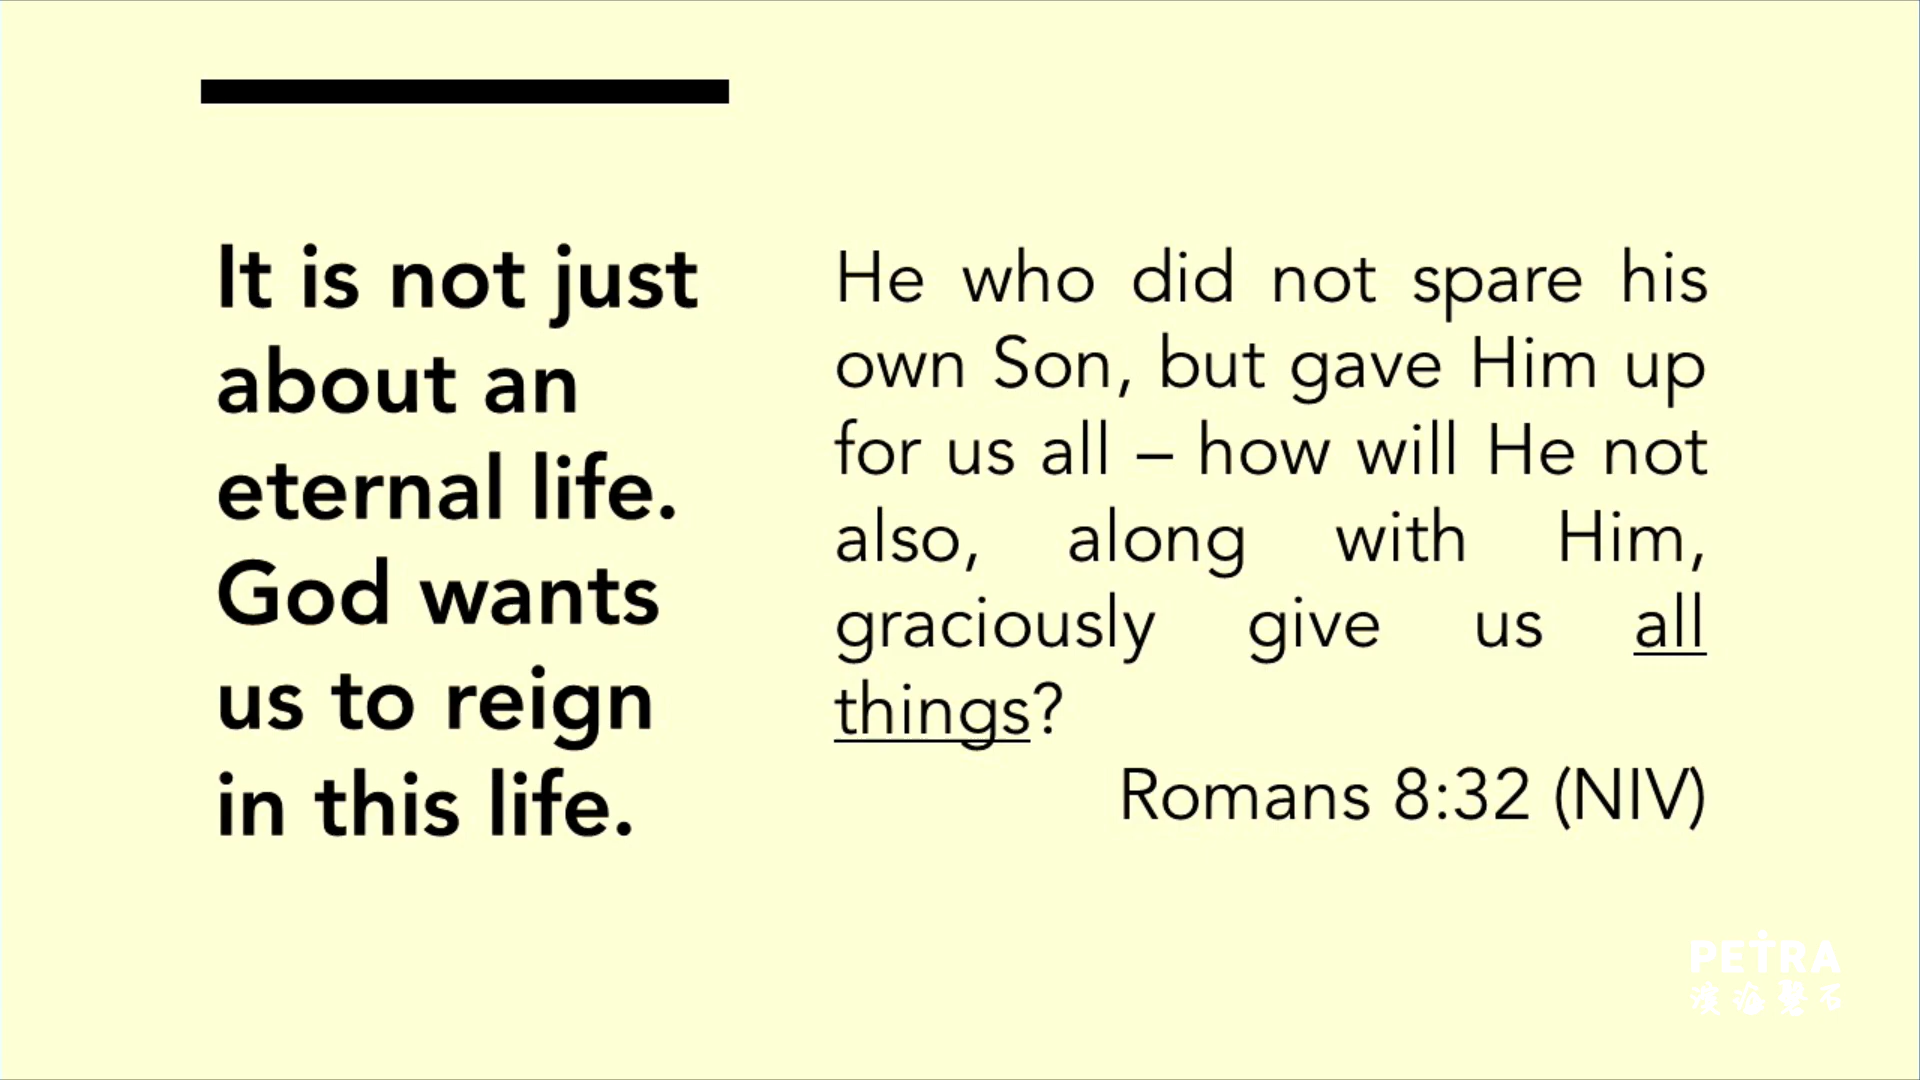 It is not just
about an
eternal life.
God wants
us to reign
in this life.
He who did not spare his
own Son, but gave Him up
for us all – how will He not
also, along with Him,
graciously give us all
things?
Romans 8:32 (NIV)
PETRA
磐石